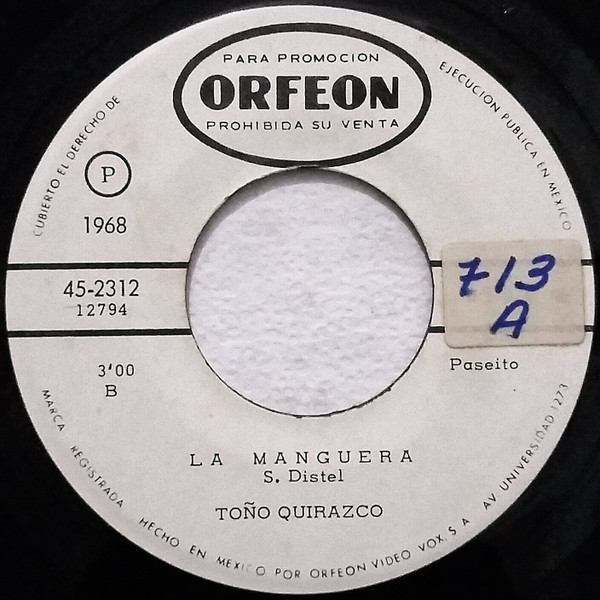 PARA PROMOCION
ORFEON
PROHIBIDA SU VENTA
CUBIERTO EL DERECHO DE
EJECUCION PUBLICA EN MEXICO
P
1968
45-2312
12794
713
A
3'00
B
Paseito
LA MANGUERA
S. Distel
TOÑO QUIRAZCO
MARCA REGISTRADA HECHO EN MEXICO POR ORFEON VIDEO VOX, S A AV UNIVERSIDAD 1273